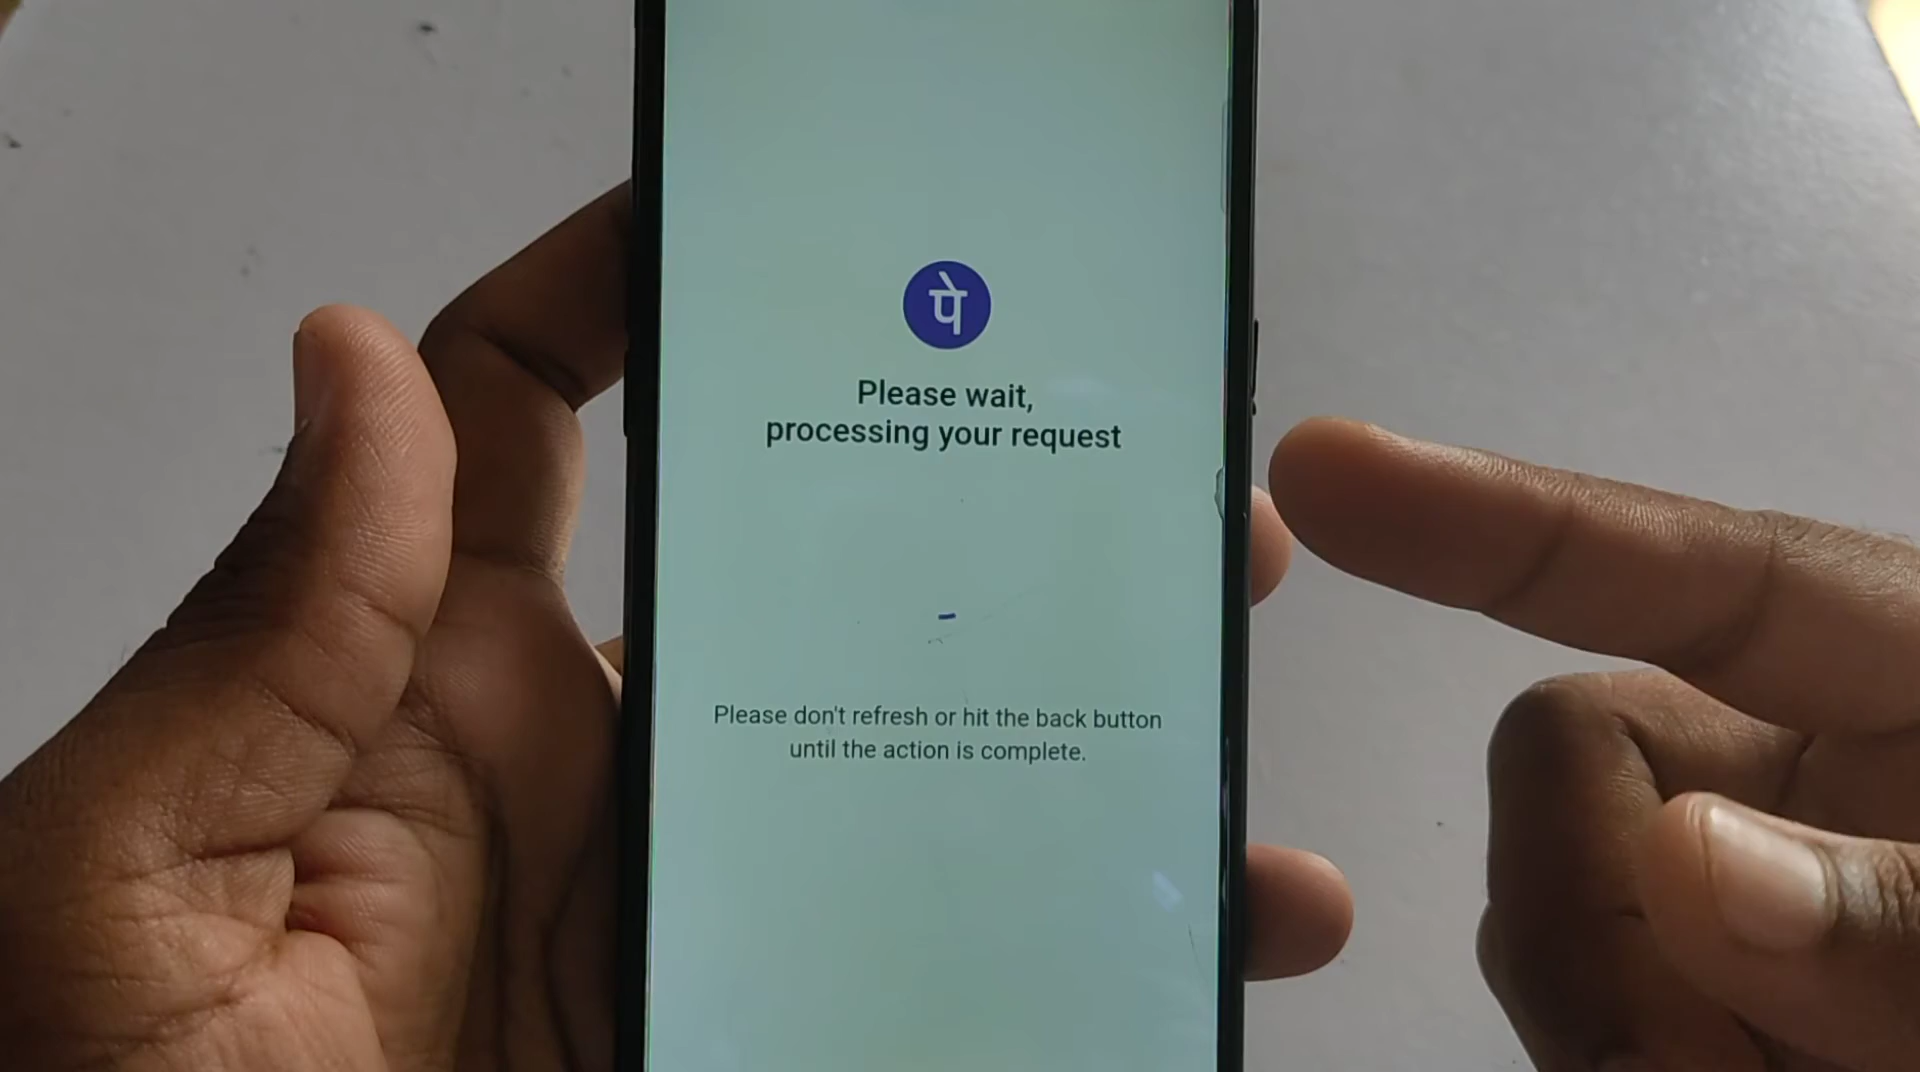 पे
Please wait,
processing your request
Please don't refresh or hit the back button
until the action is complete.